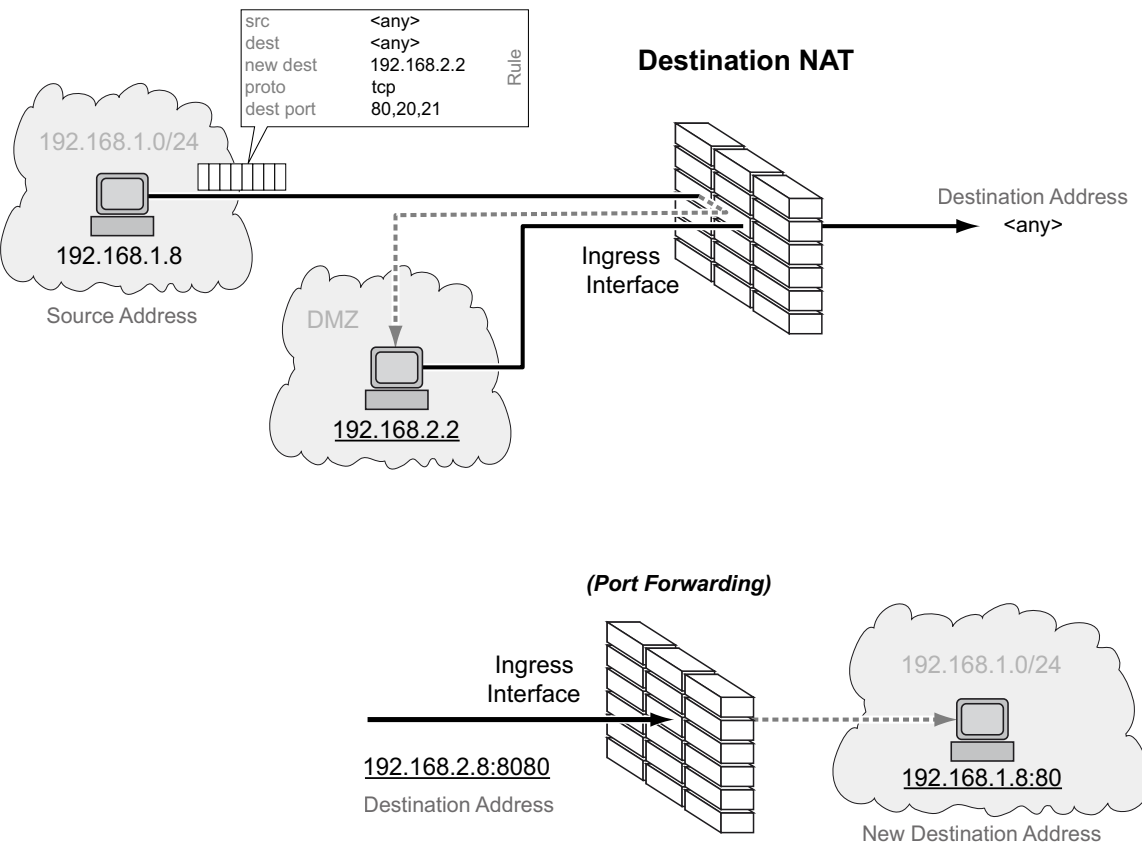 src <any>
dest <any>
new dest 192.168.2.2
proto tcp
dest port 80,20,21
Rule
Destination NAT
192.168.1.0/24
192.168.1.8
Source Address
Destination Address
<any>
Ingress
Interface
DMZ
192.168.2.2
(Port Forwarding)
Ingress
Interface
192.168.2.8:8080
Destination Address
192.168.1.0/24
192.168.1.8:80
New Destination Address